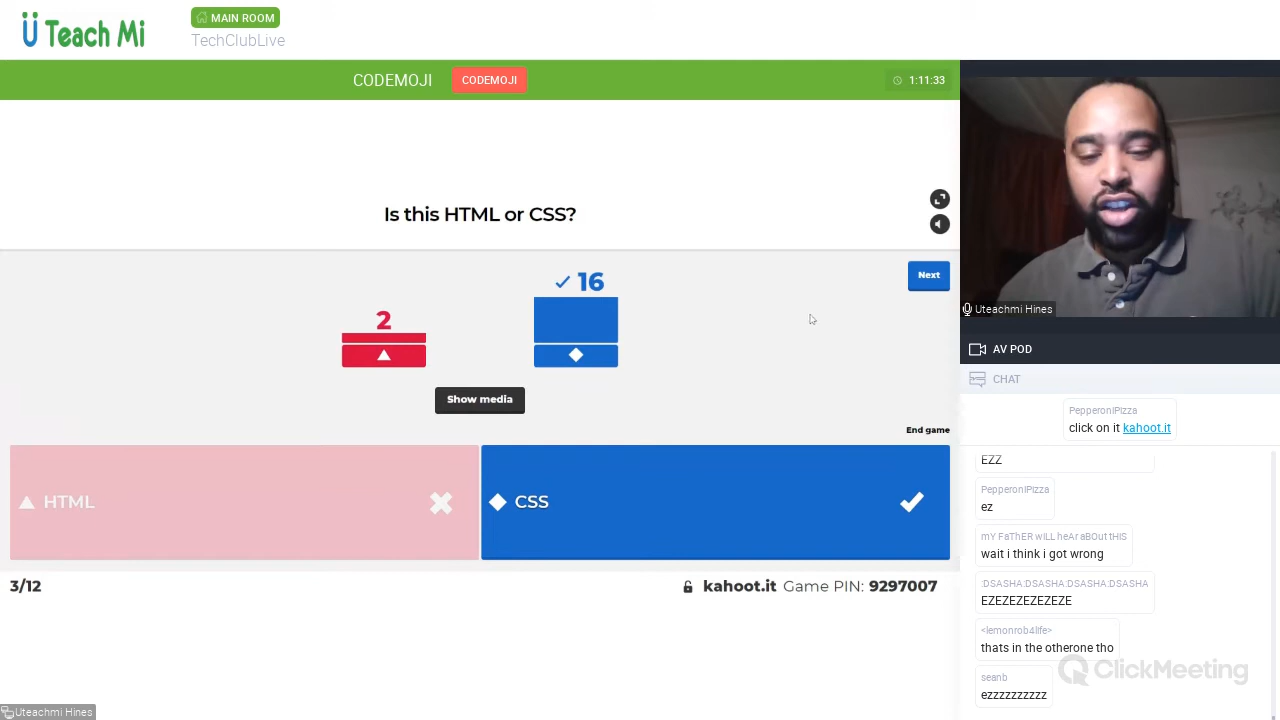 Ü Teach Mi
MAIN ROOM
TechClubLive
CODEMOJI
CODEMOJI
1:11:33
Is this HTML or CSS?
Next
16
2
Show media
End game
HTML
CSS
3/12
kahoot.it Game PIN: 9297007
Uteachmi Hines
Uteachmi Hines
AV POD
CHAT
PepperoniPizza
click on it kahoot.it
EZZ
PepperoniPizza
ez
mY FaThER wiLL heAr aBOut tHIS
wait i think i got wrong
:DSASHA:DSASHA:DSASHA:DSASHA
EZEZEZEZEZEZE
<lemonrob4life>
thats in the otherone tho
seanb
ezzzzzzzzzz
ClickMeeting